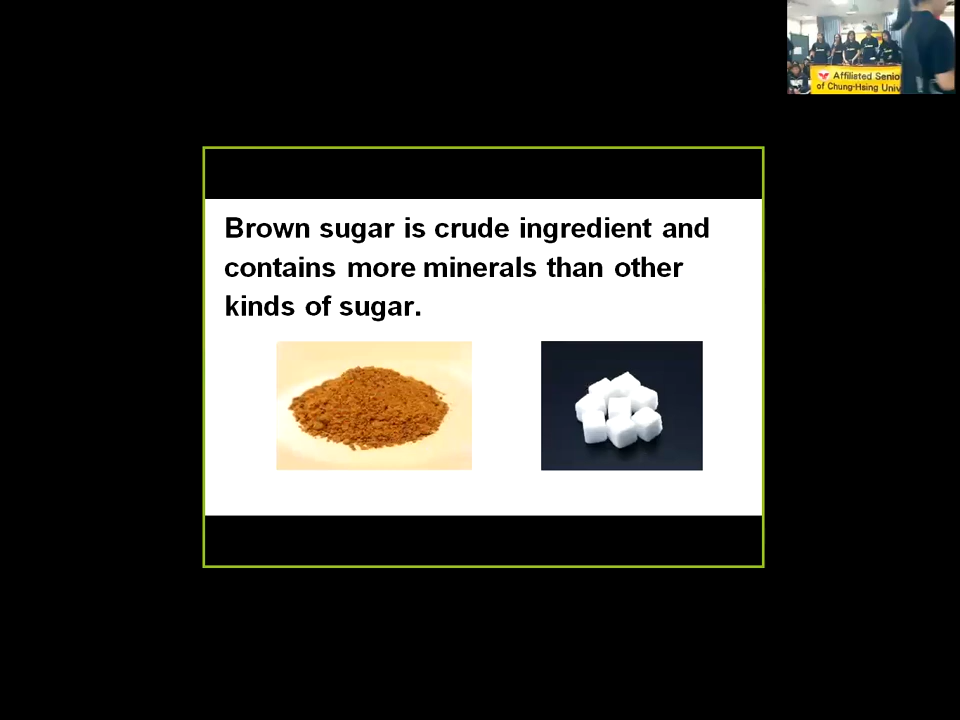 Affiliated Senio
of Chung-Hsing Univ
Brown sugar is crude ingredient and
contains more minerals than other
kinds of sugar.